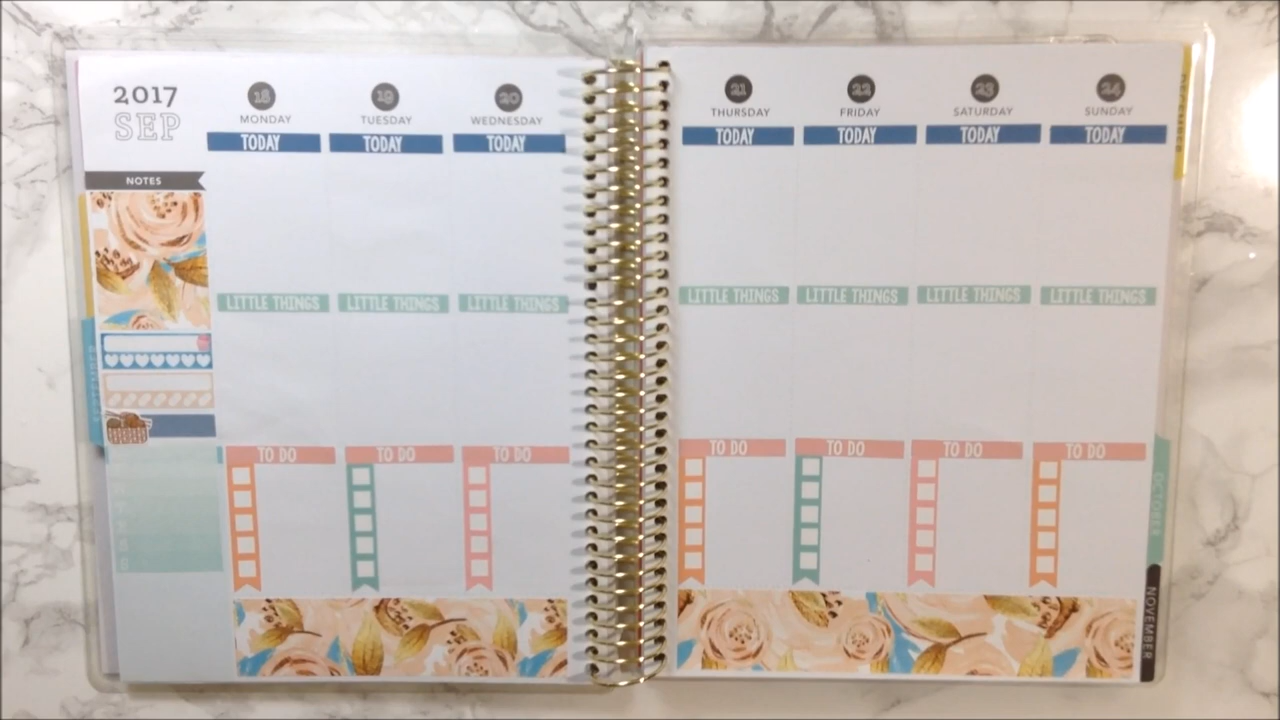 2017
SEP
18
MONDAY
TODAY
19
TUESDAY
TODAY
20
WEDNESDAY
TODAY
21
THURSDAY
TODAY
22
FRIDAY
TODAY
23
SATURDAY
TODAY
24
SUNDAY
TODAY
NOTES
LITTLE THINGS
LITTLE THINGS
LITTLE THINGS
LITTLE THINGS
LITTLE THINGS
LITTLE THINGS
LITTLE THINGS
TO DO
TO DO
TO DO
TO DO
TO DO
TO DO
TO DO
SEPTEMBER
SEPTEMBER
OCTOBER
NOVEMBER